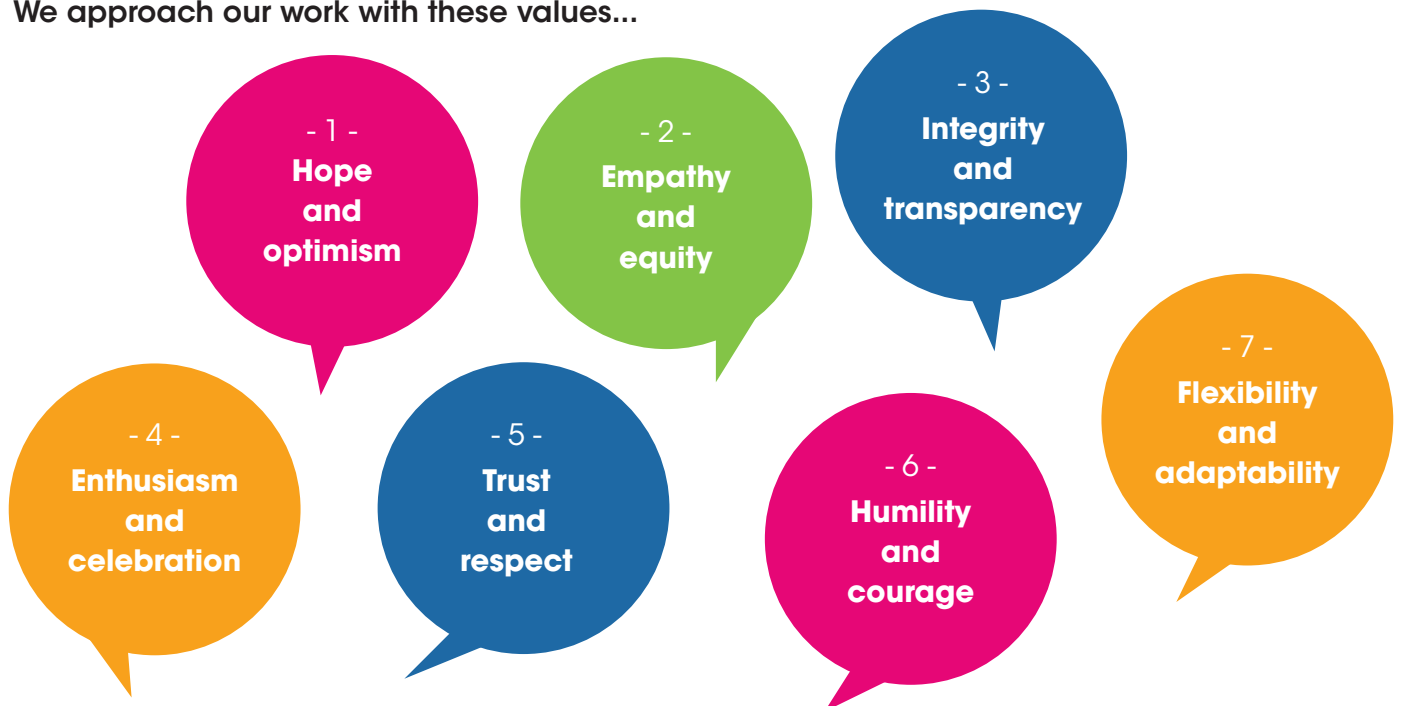 We approach our work with these values...
- 1 -
Hope
and
optimism
- 2 -
Empathy
and
equity
- 3 -
Integrity
and
transparency
- 4 -
Enthusiasm
and
celebration
- 5 -
Trust
and
respect
- 6 -
Humility
and
courage
- 7 -
Flexibility
and
adaptability